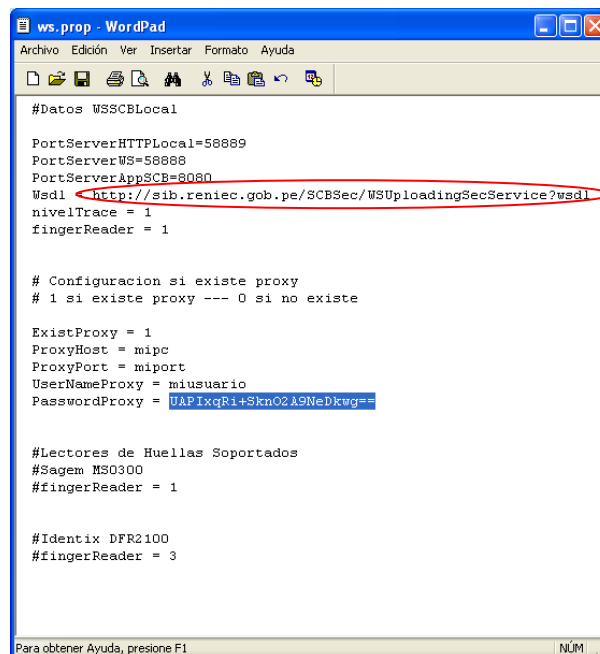 ws.prop - WordPad
Archivo Edición Ver Insertar Formato Ayuda
#Datos WSSCBLocal
PortServerHTTPLocal=58889
PortServerWS=58888
PortServerAppSCB=8080
Wsdl = http://sib.reniec.gob.pe/SCBSec/WSUploadingSecService?wsdl
nivelTrace = 1
fingerReader = 1
# Configuracion si existe proxy
# 1 si existe proxy --- 0 si no existe
ExistProxy = 1
ProxyHost = mipc
ProxyPort = miport
UserNameProxy = miusuario
PasswordProxy = UAPIxqRi+SknO2A9NeDkwg==
#Lectores de Huellas Soportados
#Sagem MSO300
#fingerReader = 1
#Identix DFR2100
#fingerReader = 3
Para obtener Ayuda, presione F1 NÚM